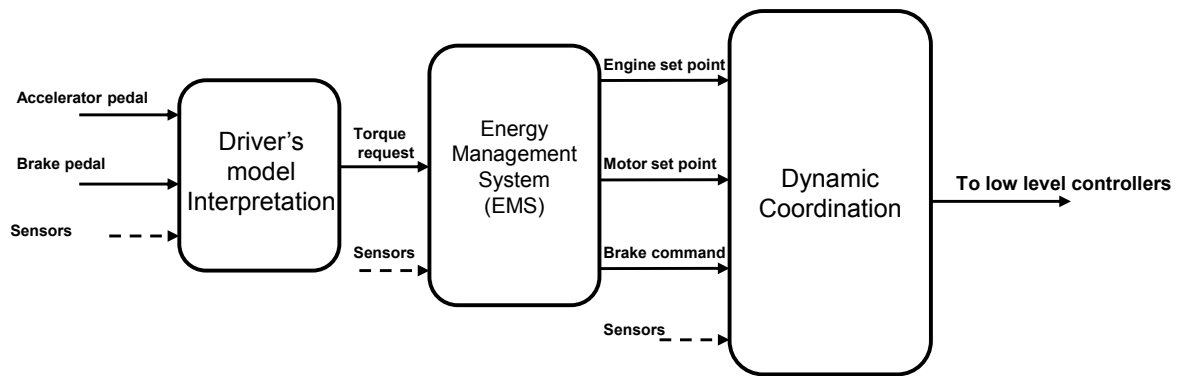 Accelerator pedal
Brake pedal
Sensors
Driver's
model
Interpretation
Torque
request
Sensors
Energy
Management
System
(EMS)
Engine set point
Motor set point
Brake command
Sensors
Dynamic
Coordination
To low level controllers